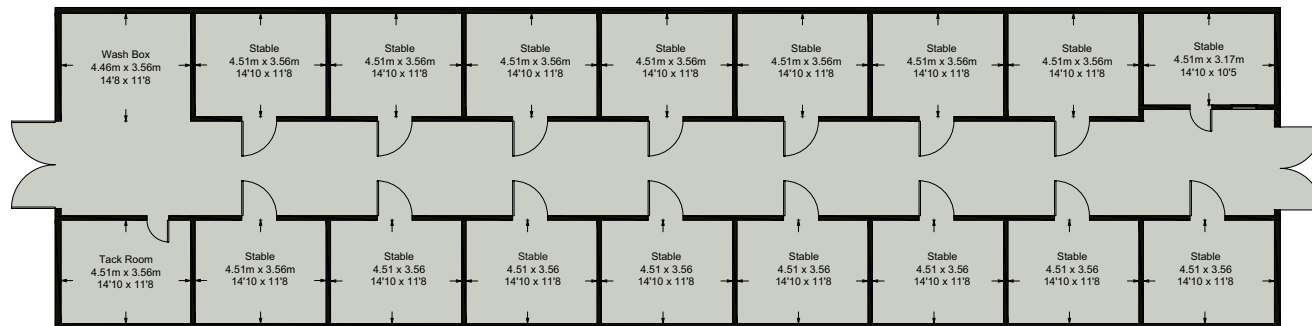 Wash Box
4.46m x 3.56m
14'8 x 11'8
Stable
4.51m x 3.56m
14'10 x 11'8
Stable
4.51m x 3.56m
14'10 x 11'8
Stable
4.51m x 3.56m
14'10 x 11'8
Stable
4.51m x 3.56m
14'10 x 11'8
Stable
4.51m x 3.56m
14'10 x 11'8
Stable
4.51m x 3.56m
14'10 x 11'8
Stable
4.51m x 3.56m
14'10 x 11'8
Stable
4.51m x 3.17m
14'10 x 10'5
Tack Room
4.51m x 3.56m
14'10 x 11'8
Stable
4.51m x 3.56m
14'10 x 11'8
Stable
4.51 x 3.56
14'10 x 11'8
Stable
4.51 x 3.56
14'10 x 11'8
Stable
4.51 x 3.56
14'10 x 11'8
Stable
4.51 x 3.56
14'10 x 11'8
Stable
4.51 x 3.56
14'10 x 11'8
Stable
4.51 x 3.56
14'10 x 11'8
Stable
4.51 x 3.56
14'10 x 11'8